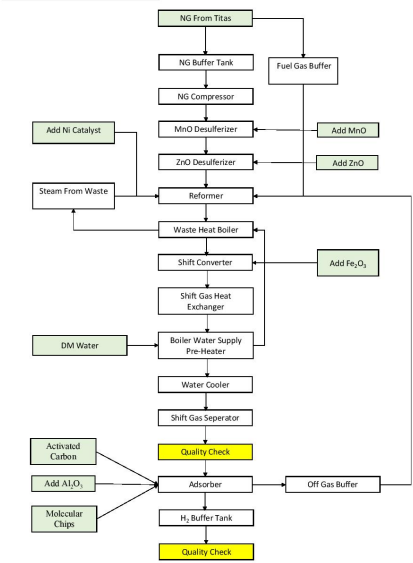 NG From Titas
NG Buffer Tank
Fuel Gas Buffer
NG Compressor
Add Ni Catalyst
MnO Desulferizer
Add MnO
ZnO Desulferizer
Add ZnO
Steam From Waste
Reformer
Waste Heat Boiler
Shift Converter
Add Fe₂O₃
Shift Gas Heat
Exchanger
DM Water
Boiler Water Supply
Pre-Heater
Water Cooler
Shift Gas Seperator
Quality Check
Activated
Carbon
Add Al₂O₃
Adsorber
Off Gas Buffer
Molecular
Chips
H₂ Buffer Tank
Quality Check